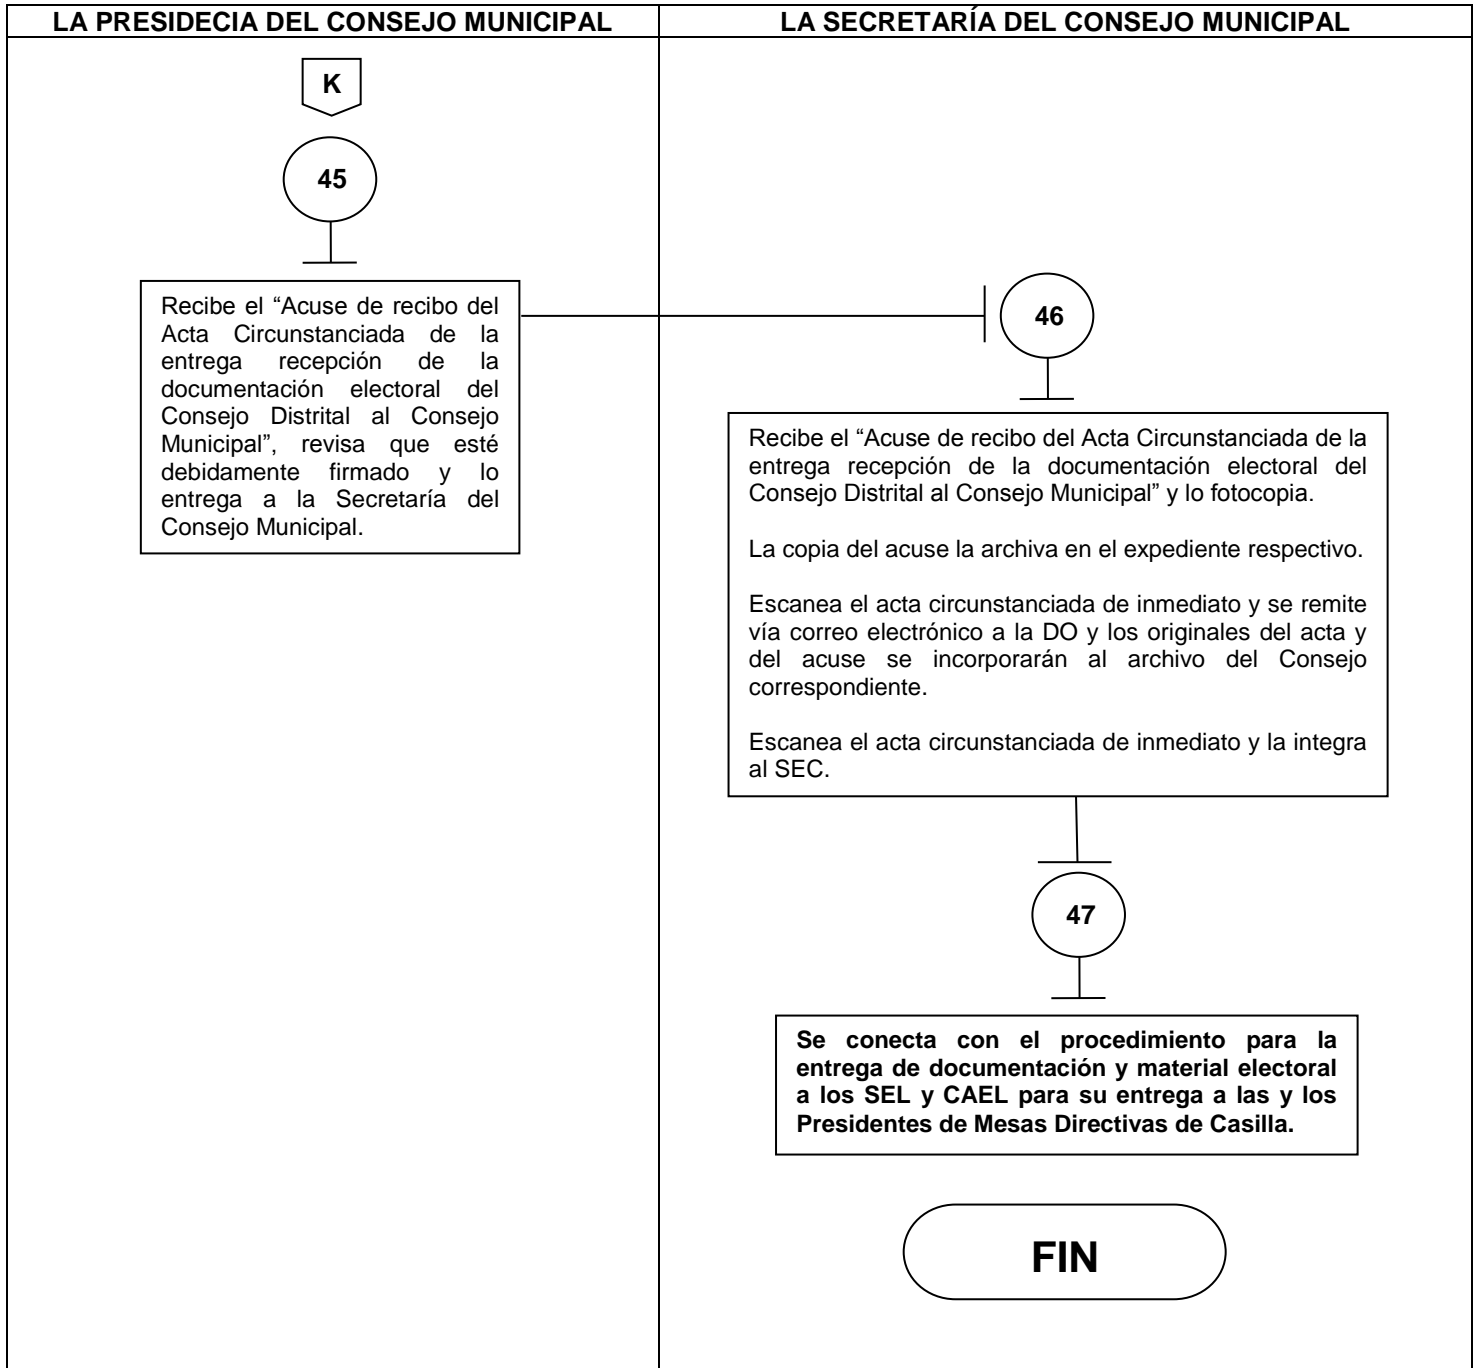 LA PRESIDECIA DEL CONSEJO MUNICIPAL
LA SECRETARÍA DEL CONSEJO MUNICIPAL
K
45
Recibe el “Acuse de recibo del
Acta Circunstanciada de la
entrega recepción de la
documentación electoral del
Consejo Distrital al Consejo
Municipal”, revisa que esté
debidamente firmado y lo
entrega a la Secretaría del
Consejo Municipal.
46
Recibe el “Acuse de recibo del Acta Circunstanciada de la
entrega recepción de la documentación electoral del
Consejo Distrital al Consejo Municipal” y lo fotocopia.
La copia del acuse la archiva en el expediente respectivo.
Escanea el acta circunstanciada de inmediato y se remite
vía correo electrónico a la DO y los originales del acta y
del acuse se incorporarán al archivo del Consejo
correspondiente.
Escanea el acta circunstanciada de inmediato y la integra
al SEC.
47
Se conecta con el procedimiento para la
entrega de documentación y material electoral
a los SEL y CAEL para su entrega a las y los
Presidentes de Mesas Directivas de Casilla.
FIN